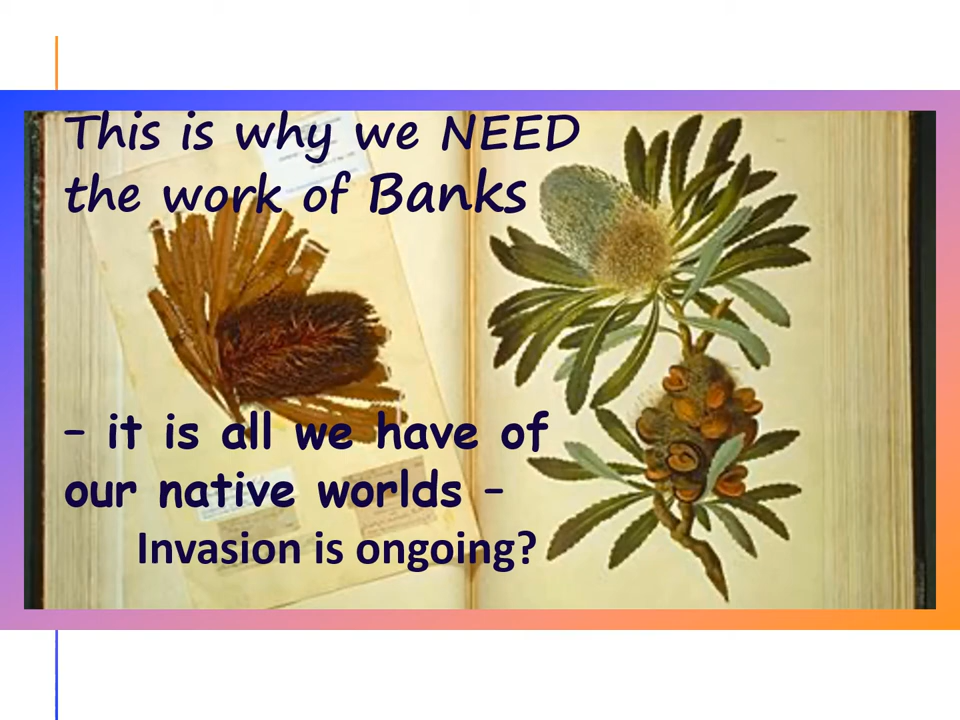 This is why we NEED
the work of Banks
– it is all we have of
our native worlds –
Invasion is ongoing?